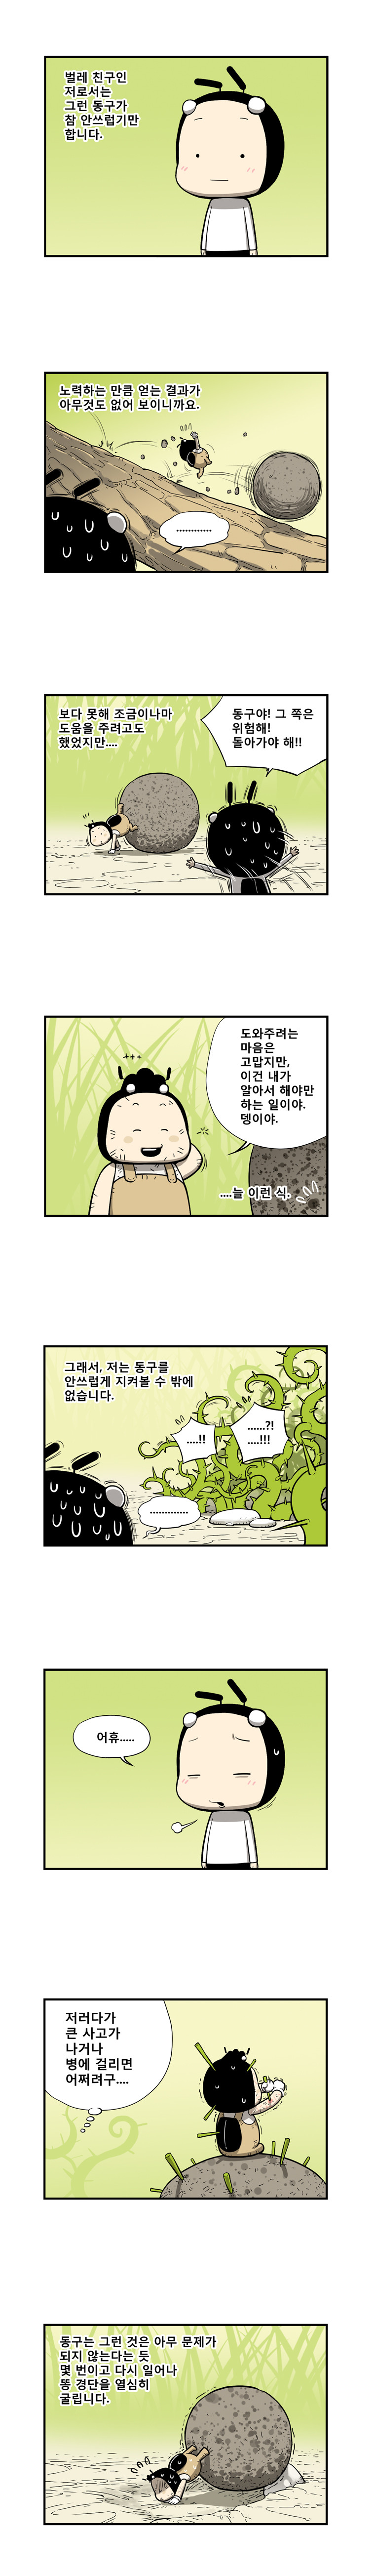 벌레 친구인
저로서는
그런 동구가
참 안쓰럽기만
합니다.
노력하는 만큼 얻는 결과가
아무것도 없어 보이니까요.
............
보다 못해 조금이나마
도움을 주려고도
했었지만....
동구야! 그 쪽은
위험해!
돌아가야 해!!
도와주려는
마음은
고맙지만,
이건 내가
알아서 해야만
하는 일이야.
뎅이야.
....늘 이런 식.
그래서, 저는 동구를
안쓰럽게 지켜볼 수 밖에
없습니다.
....!!
......?!
....!!!
.............
어휴.....
저러다가
큰 사고가
나거나
병에 걸리면
어쩌려구....
동구는 그런 것은 아무 문제가
되지 않는다는 듯
몇 번이고 다시 일어나
똥 경단을 열심히
굴립니다.